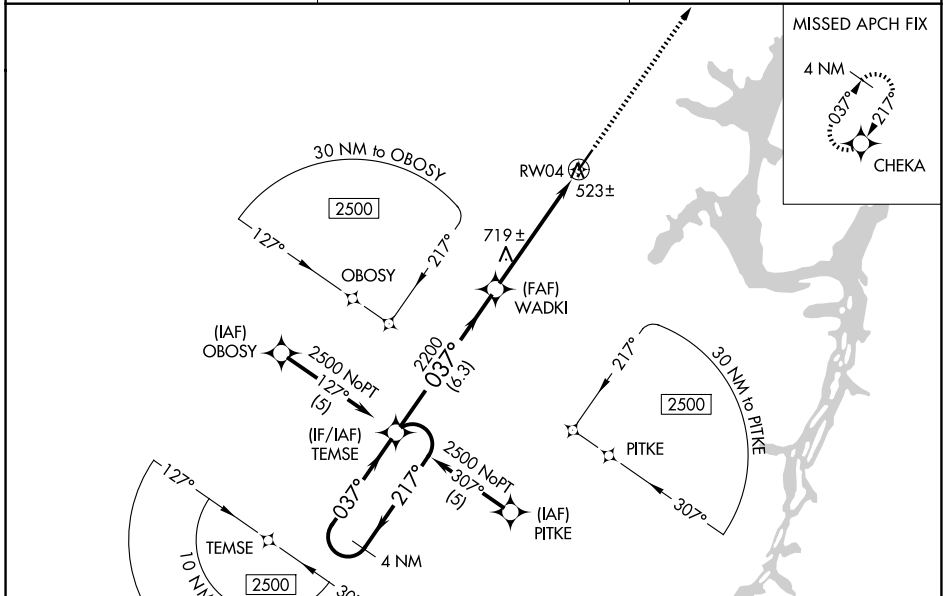 MISSED APCH FIX
4 NM
037°
217°
CHEKA
30 NM to OBOSY
2500
127°
217°
OBOSY
RW04
523±
719±
(FAF)
WADKI
(IAF)
OBOSY
2500 NoPT
127°
(5)
2200
037°
(6.3)
(IF/IAF)
TEMSE
037°
217°
4 NM
2500 NoPT
307°
(5)
(IAF)
PITKE
217°
30 NM to PITKE
2500
PITKE
307°
127°
TEMSE
10 NM
2500